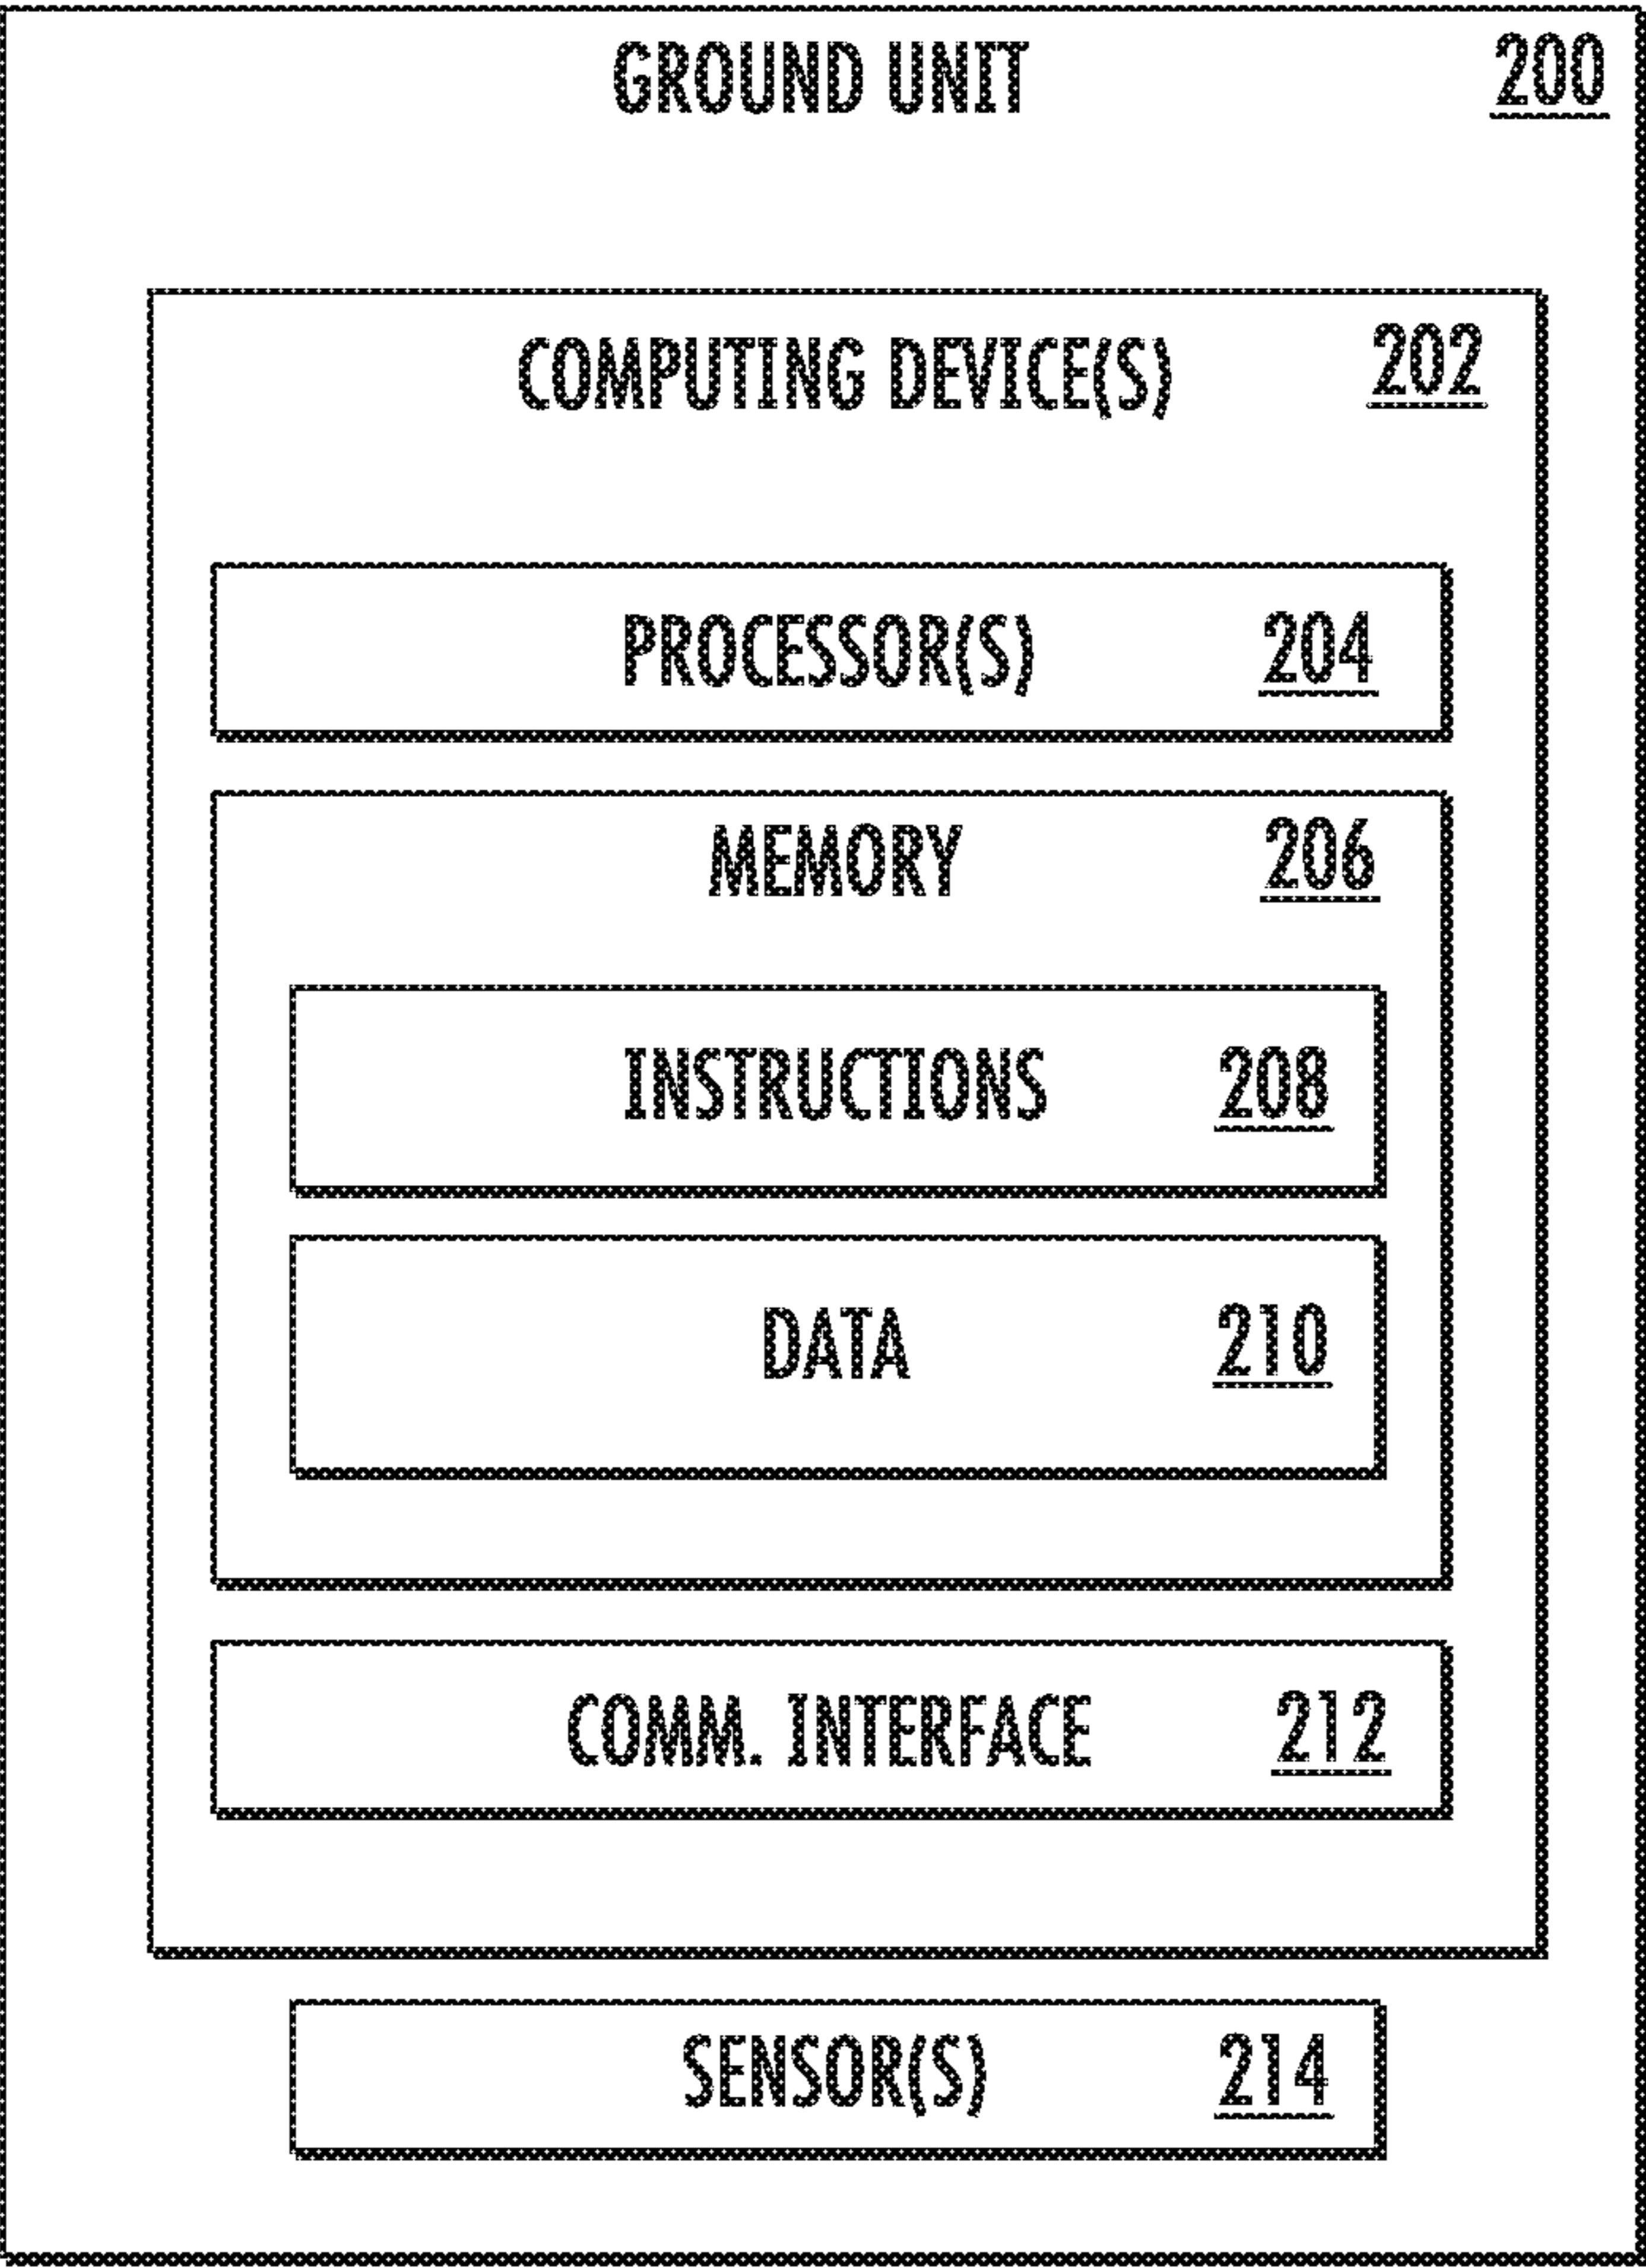 GROUND UNIT 200
COMPUTING DEVICE(S) 202
PROCESSOR(S) 204
MEMORY 206
INSTRUCTIONS 208
DATA 210
COMM. INTERFACE 212
SENSOR(S) 214